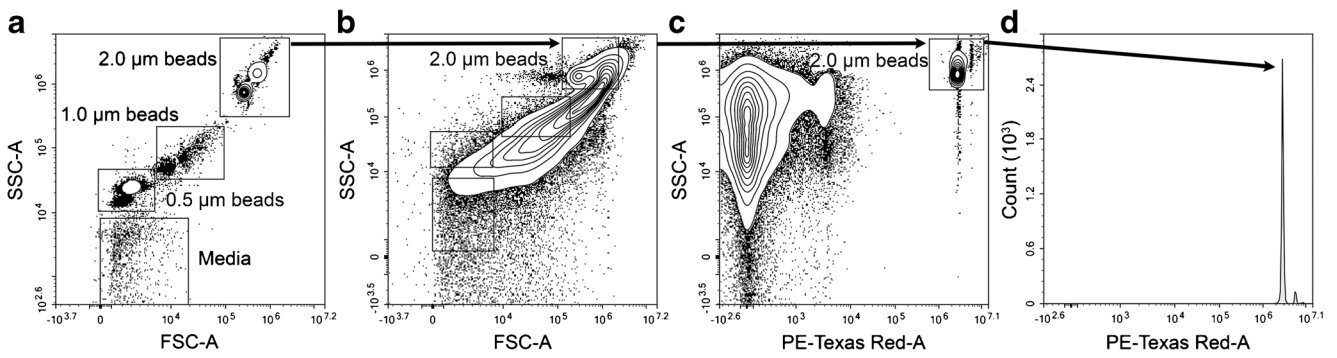 a
b
c
d
2.0 µm beads
1.0 µm beads
0.5 µm beads
Media
SSC-A
10^6
10^5
10^4
10^2.6
-10^3.7
0
10^4
10^5
10^6
10^7.2
FSC-A
2.0 µm beads
SSC-A
10^6
10^5
10^4
0
-10^3.5
-10^3.7
0
10^4
10^5
10^6
10^7.2
FSC-A
2.0 µm beads
SSC-A
10^6
10^5
10^4
0
-10^3.5
-10^2.6
10^3
10^4
10^5
10^6
10^7.1
PE-Texas Red-A
Count (10^3)
2.4
1.8
1.2
0.6
0
-10^2.6
10^3
10^4
10^5
10^6
10^7.1
PE-Texas Red-A